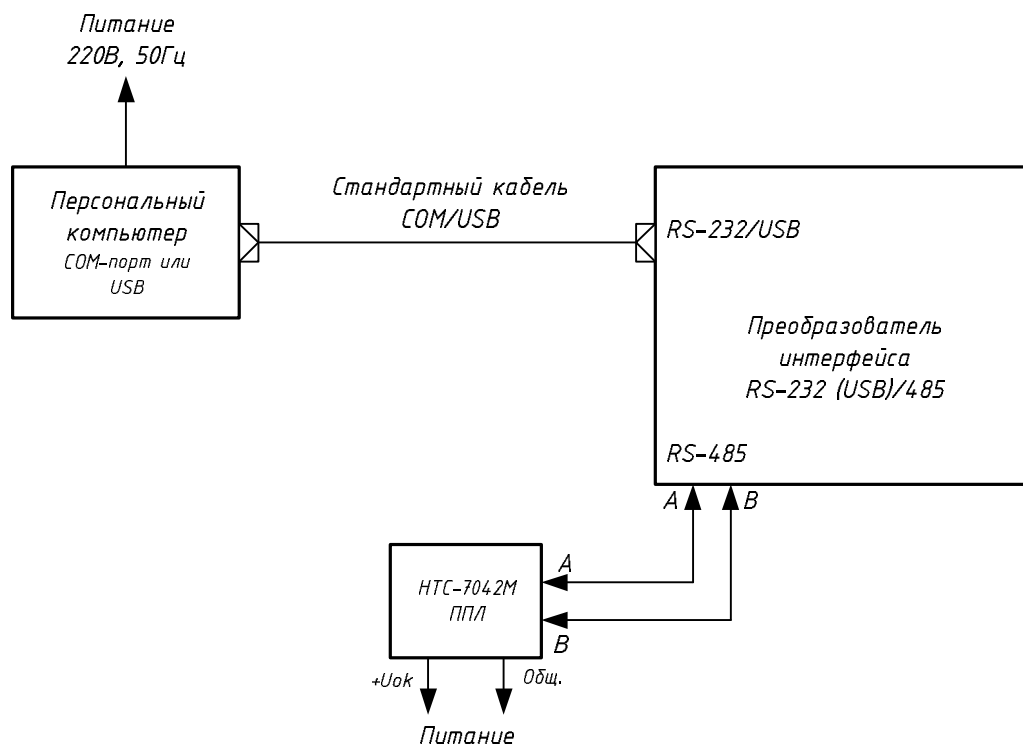 Питание
220В, 50Гц
Персональный
компьютер
COM-порт или
USB
Стандартный кабель
COM/USB
RS-232/USB
Преобразователь
интерфейса
RS-232 (USB)/485
RS-485
A
B
A
B
НТС-7042М
ППЛ
+Uok
Общ.
Питание